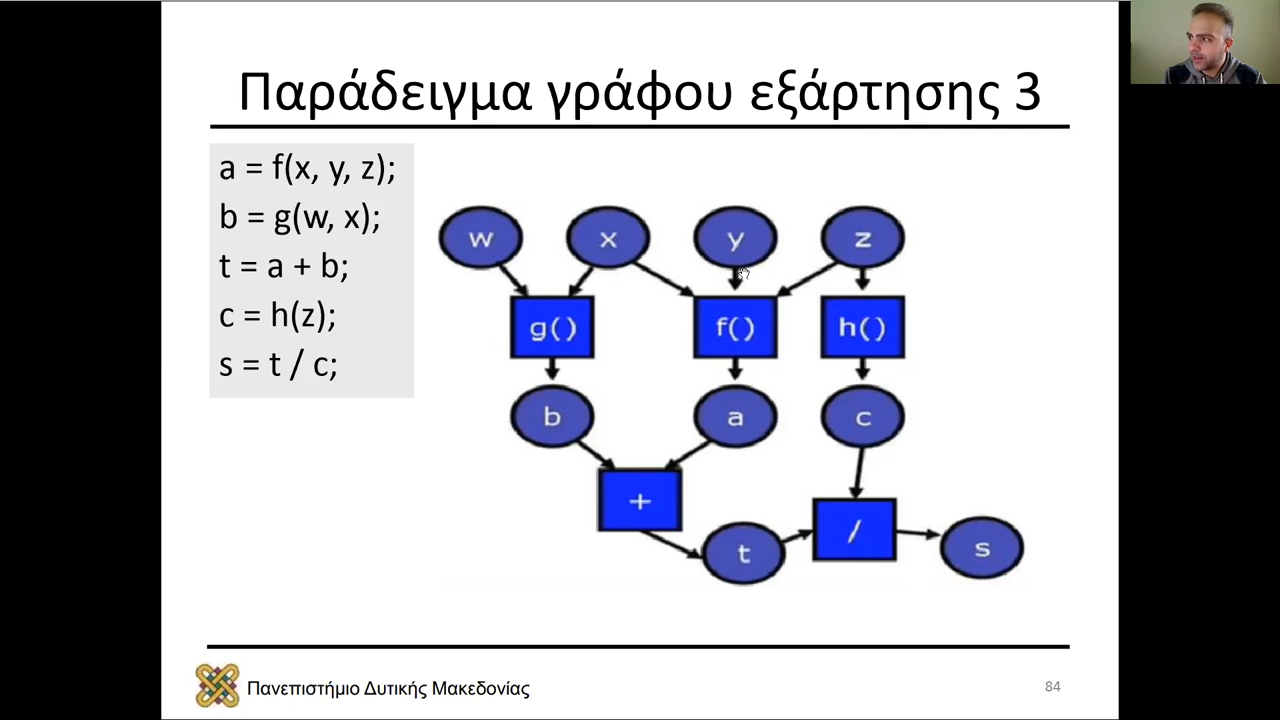 Παράδειγμα γράφου εξάρτησης 3
a = f(x, y, z);
b = g(w, x);
t = a + b;
c = h(z);
s = t / c;
w x y z
g() f() h()
b a c
+
/
t s
Πανεπιστήμιο Δυτικής Μακεδονίας
84